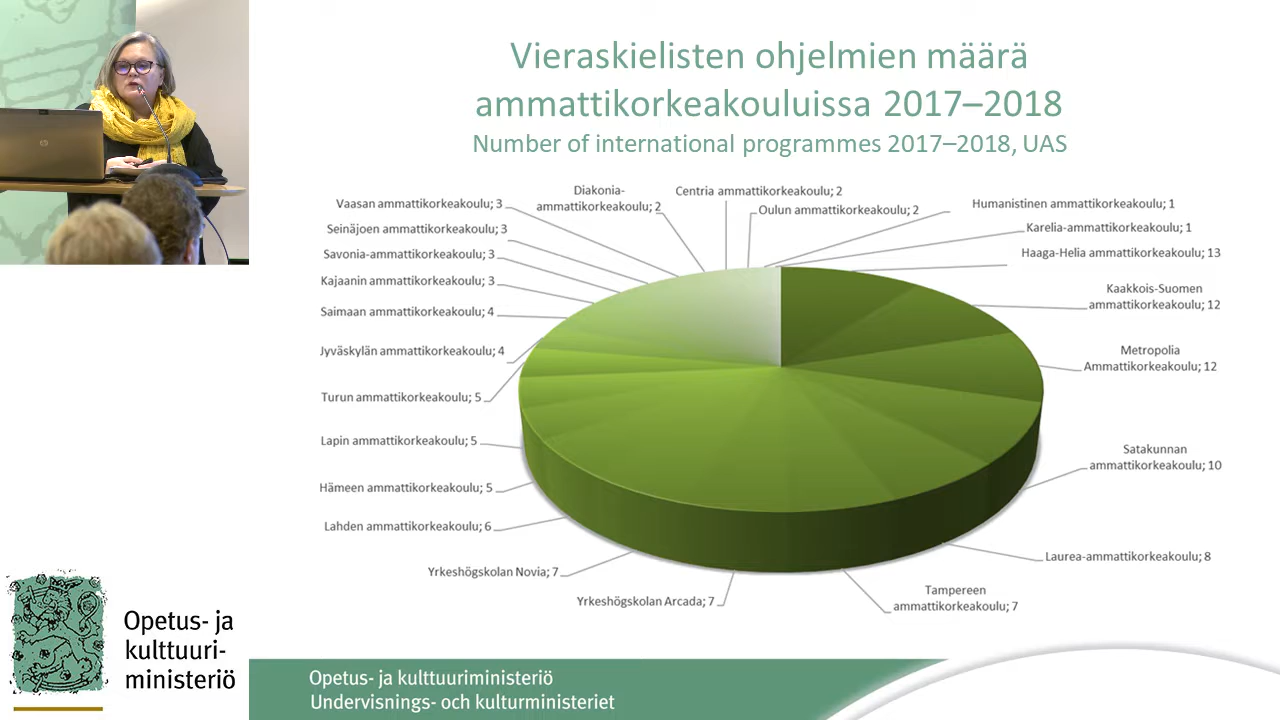 Vieraskielisten ohjelmien määrä
ammattikorkeakouluissa 2017–2018
Number of international programmes 2017–2018, UAS
Centria ammattikorkeakoulu; 2
Oulun ammattikorkeakoulu; 2
Humanistinen ammattikorkeakoulu; 1
Karelia-ammattikorkeakoulu; 1
Haaga-Helia ammattikorkeakoulu; 13
Kaakkois-Suomen
ammattikorkeakoulu; 12
Metropolia
Ammattikorkeakoulu; 12
Satakunnan
ammattikorkeakoulu; 10
Laurea-ammattikorkeakoulu; 8
Tampereen
ammattikorkeakoulu; 7
Yrkeshögskolan Arcada; 7
Yrkeshögskolan Novia; 7
Lahden ammattikorkeakoulu; 6
Hämeen ammattikorkeakoulu; 5
Lapin ammattikorkeakoulu; 5
Turun ammattikorkeakoulu; 5
Jyväskylän ammattikorkeakoulu; 4
Saimaan ammattikorkeakoulu; 4
Kajaanin ammattikorkeakoulu; 3
Savonia-ammattikorkeakoulu; 3
Seinäjoen ammattikorkeakoulu; 3
Vaasan ammattikorkeakoulu; 3
Diakonia-
ammattikorkeakoulu; 2
Opetus- ja
kulttuuri-
ministeriö
Opetus- ja kulttuuriministeriö
Undervisnings- och kulturministeriet